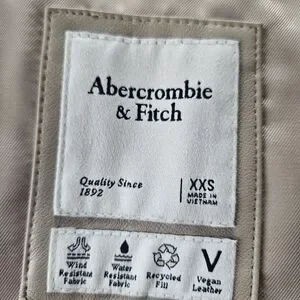 Abercrombie
& Fitch
Quality Since
1892
XXS
MADE IN
VIETNAM
Wind
Resistant
Fabric
Water
Resistant
Fabric
Recycled
Fill
V
Vegan
Leather